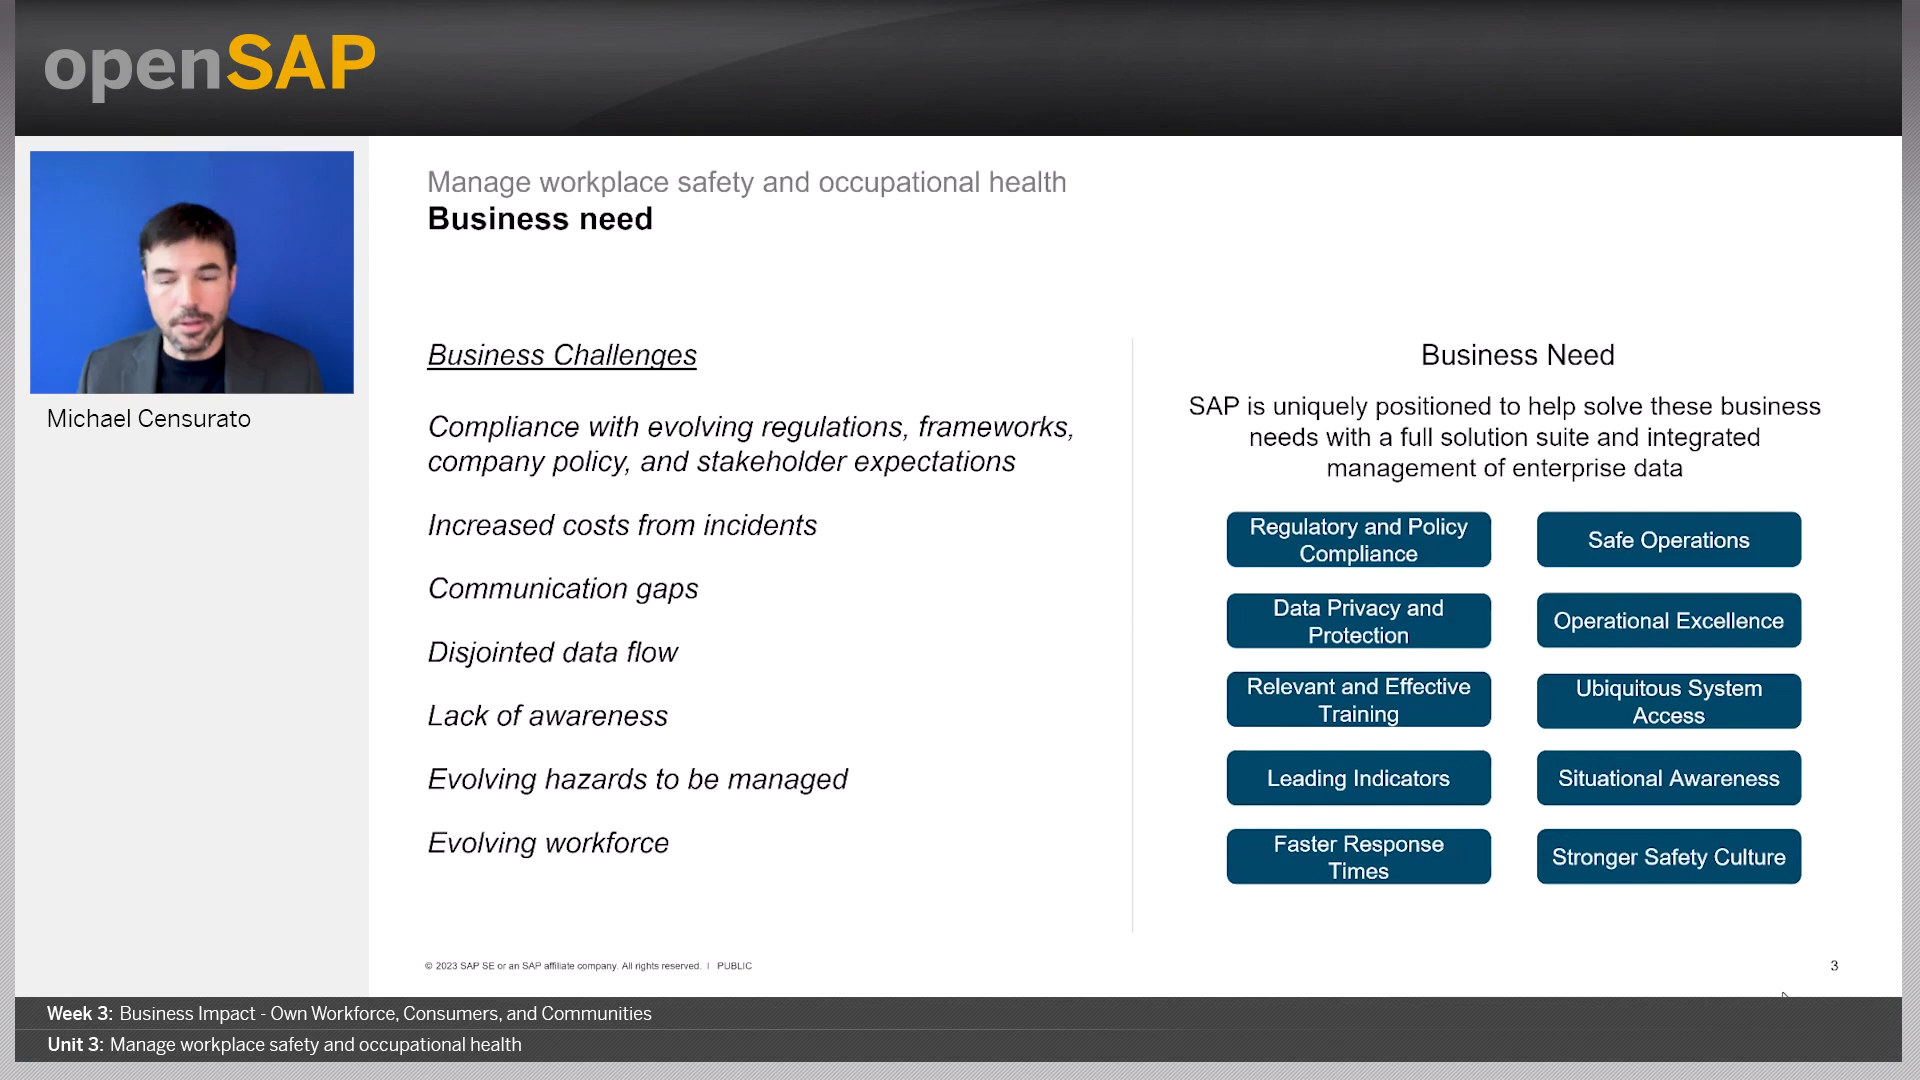 openSAP
Michael Censurato
Manage workplace safety and occupational health
Business need
Business Challenges
Compliance with evolving regulations, frameworks,
company policy, and stakeholder expectations
Increased costs from incidents
Communication gaps
Disjointed data flow
Lack of awareness
Evolving hazards to be managed
Evolving workforce
Business Need
SAP is uniquely positioned to help solve these business
needs with a full solution suite and integrated
management of enterprise data
Regulatory and Policy
Compliance
Safe Operations
Data Privacy and
Protection
Operational Excellence
Relevant and Effective
Training
Ubiquitous System
Access
Leading Indicators
Situational Awareness
Faster Response
Times
Stronger Safety Culture
© 2023 SAP SE or an SAP affiliate company. All rights reserved. | PUBLIC
3
Week 3: Business Impact - Own Workforce, Consumers, and Communities
Unit 3: Manage workplace safety and occupational health